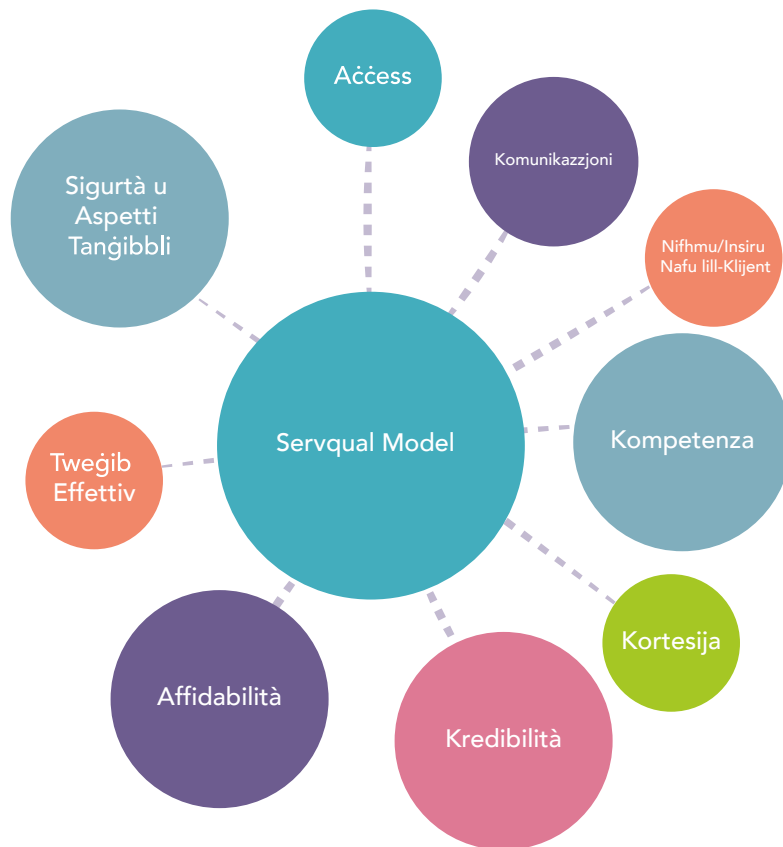 Aċċess
Komunikazzjoni
Nifhmu/Insiru
Nafu lill-Klijent
Kompetenza
Kortesija
Kredibilità
Affidabilità
Tweġib
Effettiv
Sigurtà u
Aspetti
Tanġibbli
Servqual Model